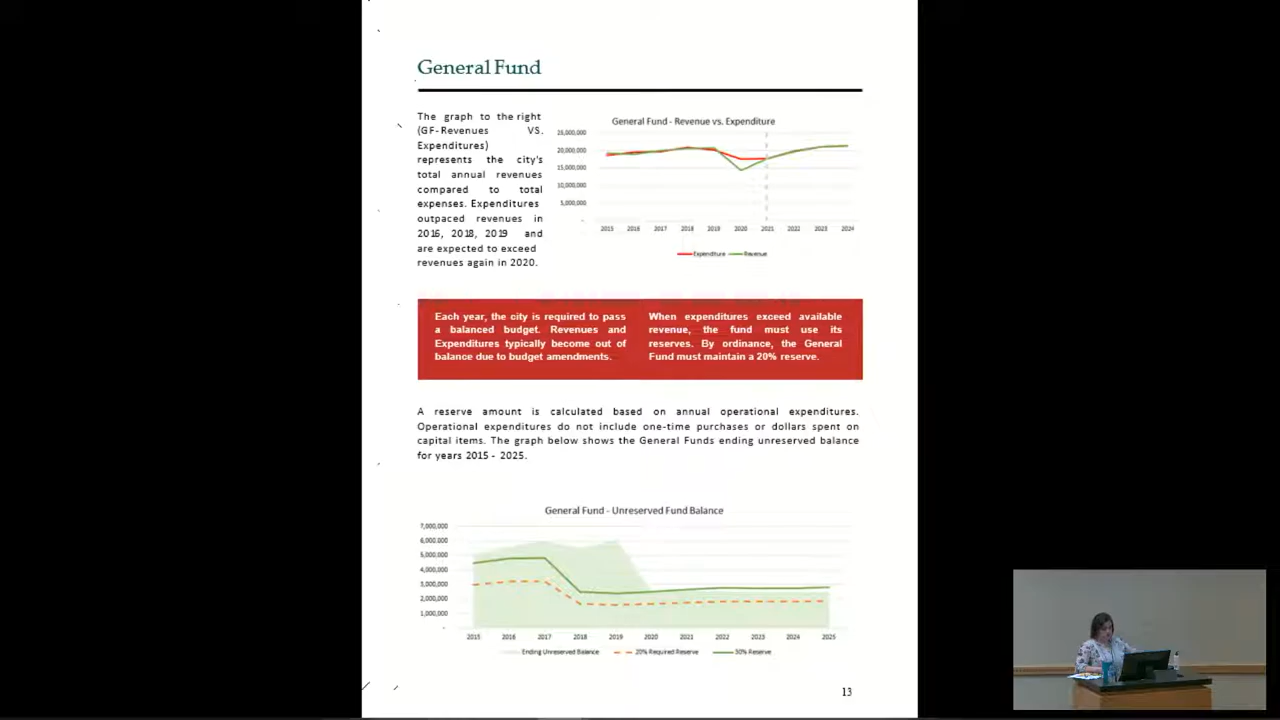 General Fund
The graph to the right
(GF-Revenues VS.
Expenditures)
represents the city's
total annual revenues
compared to total
expenses. Expenditures
outpaced revenues in
2016, 2018, 2019 and
are expected to exceed
revenues again in 2020.
General Fund - Revenue vs. Expenditure
25,000,000
20,000,000
15,000,000
10,000,000
5,000,000
-
2015 2016 2017 2018 2019 2020 2021 2022 2023 2024
Expenditure Revenue
Each year, the city is required to pass
a balanced budget. Revenues and
Expenditures typically become out of
balance due to budget amendments.
When expenditures exceed available
revenue, the fund must use its
reserves. By ordinance, the General
Fund must maintain a 20% reserve.
A reserve amount is calculated based on annual operational expenditures.
Operational expenditures do not include one-time purchases or dollars spent on
capital items. The graph below shows the General Funds ending unreserved balance
for years 2015 - 2025.
General Fund - Unreserved Fund Balance
7,000,000
6,000,000
5,000,000
4,000,000
3,000,000
2,000,000
1,000,000
-
2015 2016 2017 2018 2019 2020 2021 2022 2023 2024 2025
Ending Unreserved Balance 20% Required Reserve 30% Reserve
13